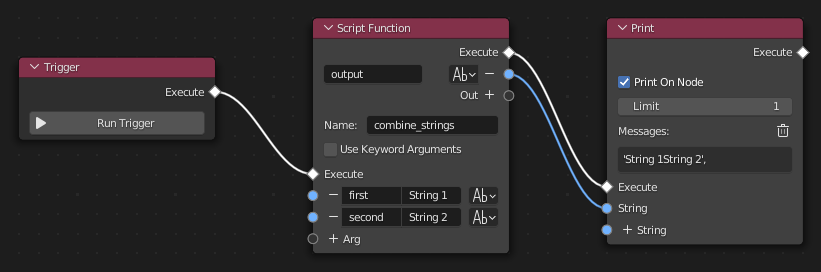 Trigger
Execute
Run Trigger
Script Function
Execute
output Ab
Out
Name: combine_strings
Use Keyword Arguments
Execute
first String 1 Ab
second String 2 Ab
Arg
Print
Execute
Print On Node
Limit 1
Messages:
'String 1String 2',
Execute
String
String